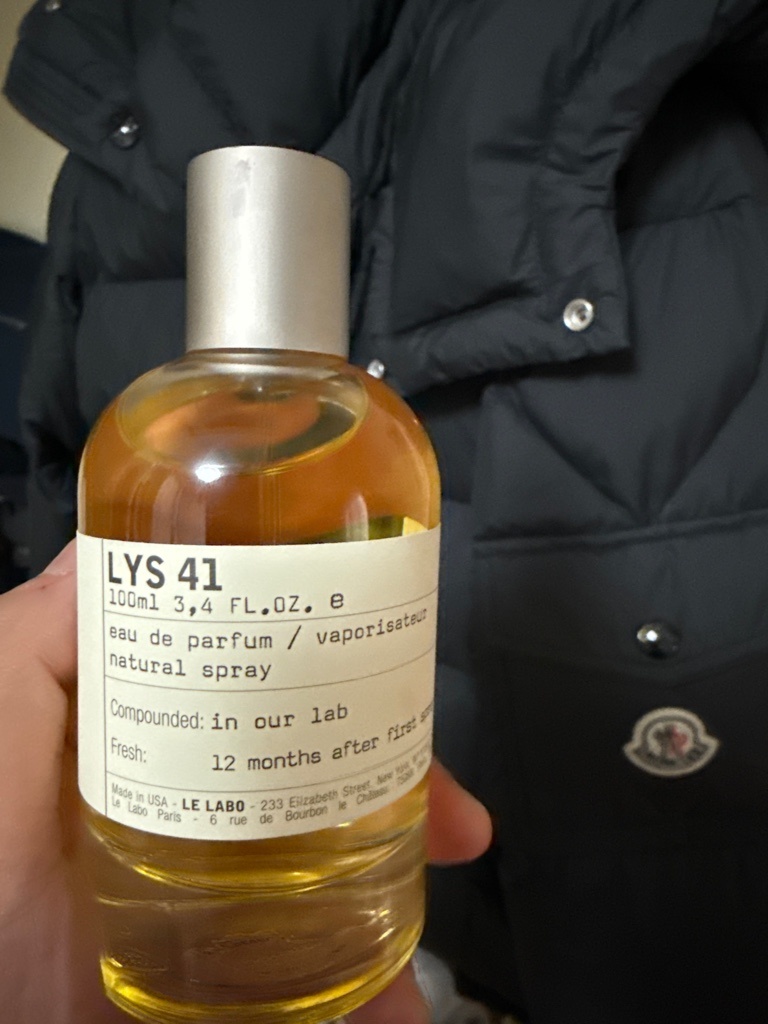 LYS 41
100ml 3,4 FL.OZ. e
eau de parfum / vaporisateur
natural spray
Compounded: in our lab
Fresh: 12 months after first
Made in USA - LE LABO - 233 Elizabeth Street, New York,
Le Labo Paris - 6 rue de Bourbon le Château,